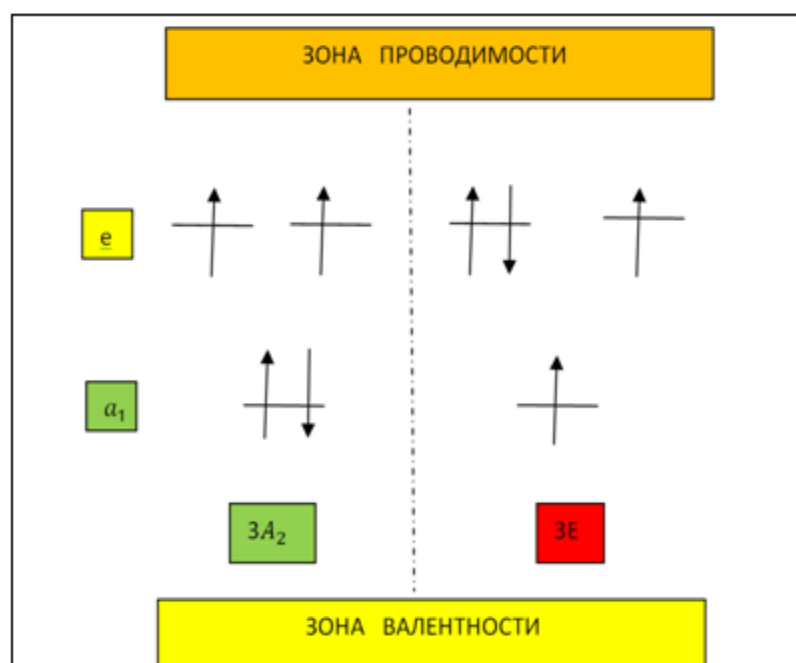 ЗОНА ПРОВОДИМОСТИ
e
a₁
3A₂
3E
ЗОНА ВАЛЕНТНОСТИ